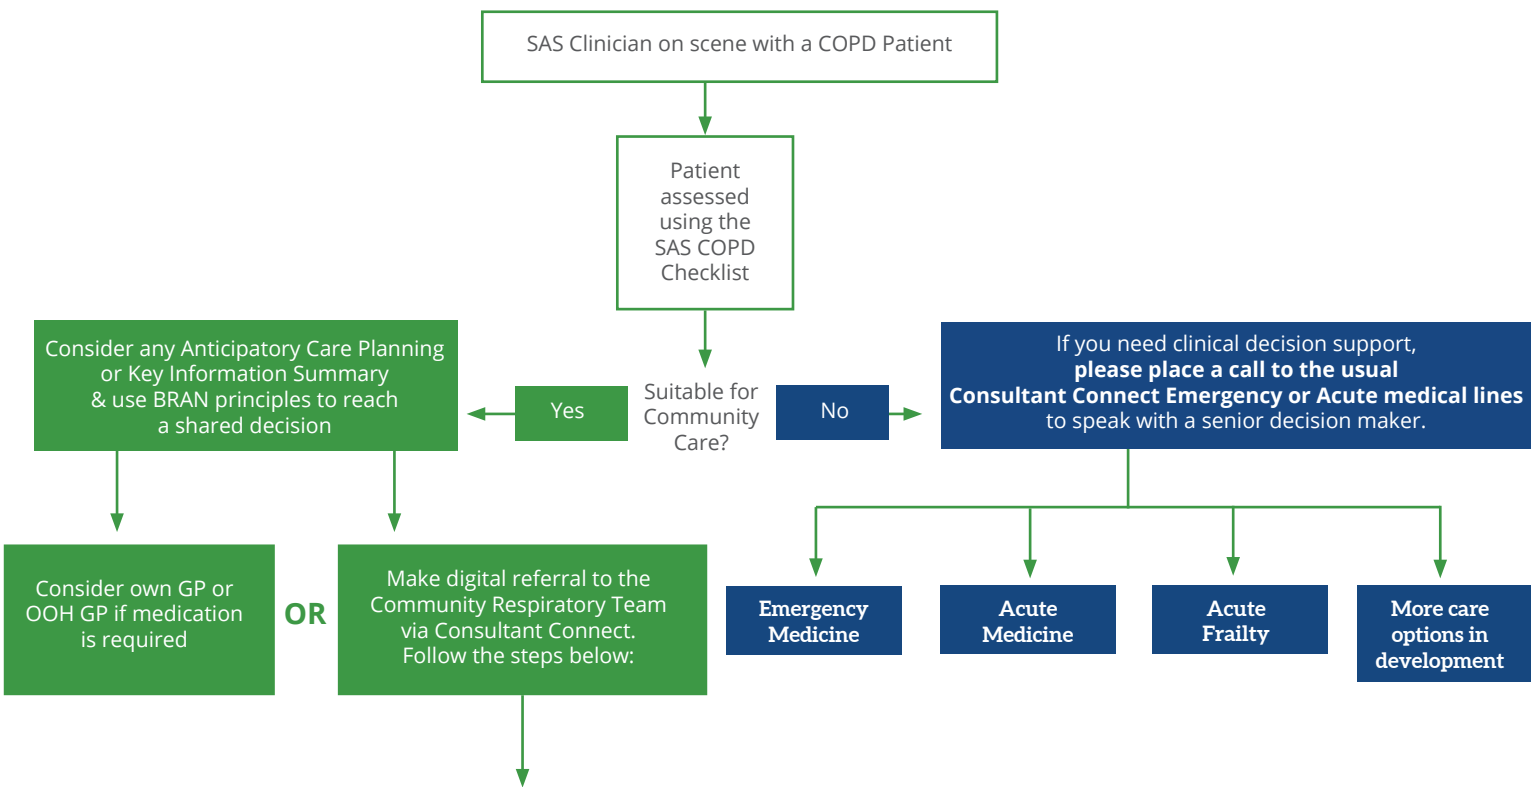 SAS Clinician on scene with a COPD Patient
Patient
assessed
using the
SAS COPD
Checklist
Consider any Anticipatory Care Planning
or Key Information Summary
& use BRAN principles to reach
a shared decision
Yes
Suitable for
Community
Care?
No
If you need clinical decision support,
please place a call to the usual
Consultant Connect Emergency or Acute medical lines
to speak with a senior decision maker.
Consider own GP or
OOH GP if medication
is required
OR
Make digital referral to the
Community Respiratory Team
via Consultant Connect.
Follow the steps below:
Emergency
Medicine
Acute
Medicine
Acute
Frailty
More care
options in
development